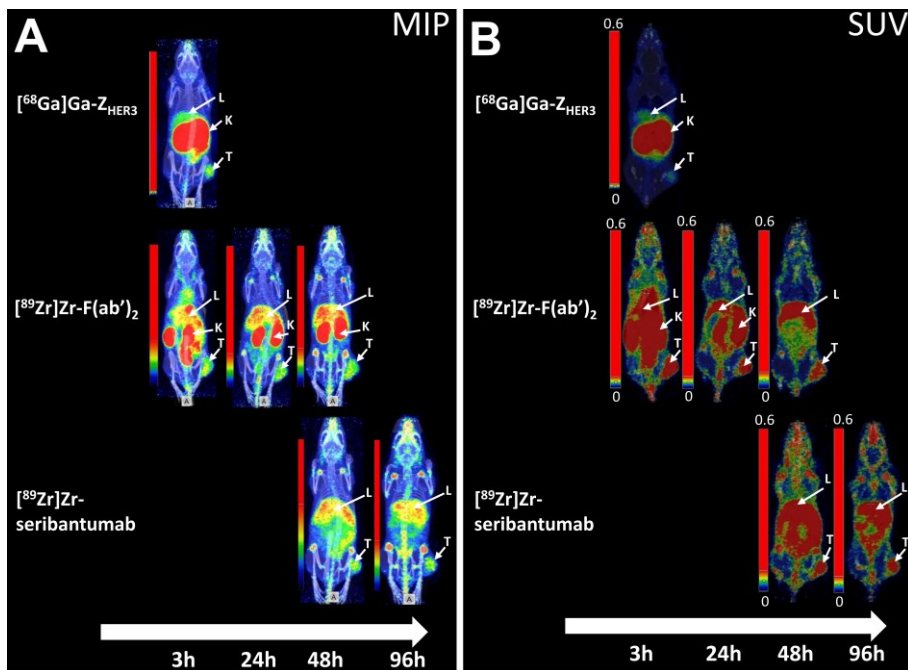 A
MIP
[⁶⁸Ga]Ga-Z_HER3
L
K
T
A
[⁸⁹Zr]Zr-F(ab')₂
L
K
T
L
K
T
L
K
T
A
A
A
[⁸⁹Zr]Zr-
seribantumab
L
T
L
T
A
A
3h
24h
48h
96h
B
SUV
0.6
[⁶⁸Ga]Ga-Z_HER3
L
K
T
0
0.6
0.6
0.6
[⁸⁹Zr]Zr-F(ab')₂
L
K
T
L
K
T
L
T
0
0
0
0.6
0.6
[⁸⁹Zr]Zr-
seribantumab
L
T
L
T
0
0
3h
24h
48h
96h